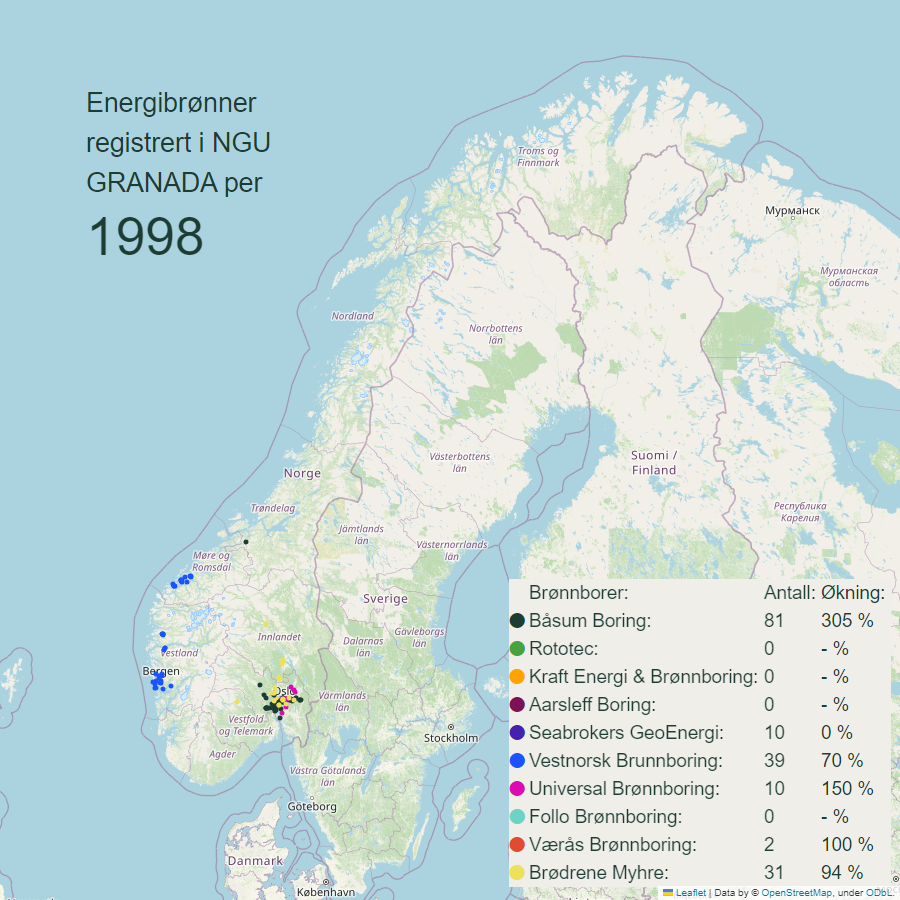 Energibrønner
registrert i NGU
GRANADA per
1998
Troms og
Finnmark
Мурманск
Мурманская
область
Nordland
Norrbottens
län
Västerbottens
län
Suomi /
Finland
Norge
Trøndelag
Республика
Карелия
Jämtlands
län
Västernorrlands
län
Møre og
Romsdal
Sverige
Innlandet
Gävleborgs
län
Dalarnas
län
Vestland
Bergen
Oslo
Värmlands
län
Vestfold
og Telemark
Stockholm
Agder
Västra Götalands
län
Göteborg
Danmark
København
Brønnborer: Antall: Økning:
Båsum Boring: 81 305 %
Rototec: 0 - %
Kraft Energi & Brønnboring: 0 - %
Aarsleff Boring: 0 - %
Seabrokers GeoEnergi: 10 0 %
Vestnorsk Brunnboring: 39 70 %
Universal Brønnboring: 10 150 %
Follo Brønnboring: 0 - %
Værås Brønnboring: 2 100 %
Brødrene Myhre: 31 94 %
Leaflet | Data by © OpenStreetMap, under ODbL.